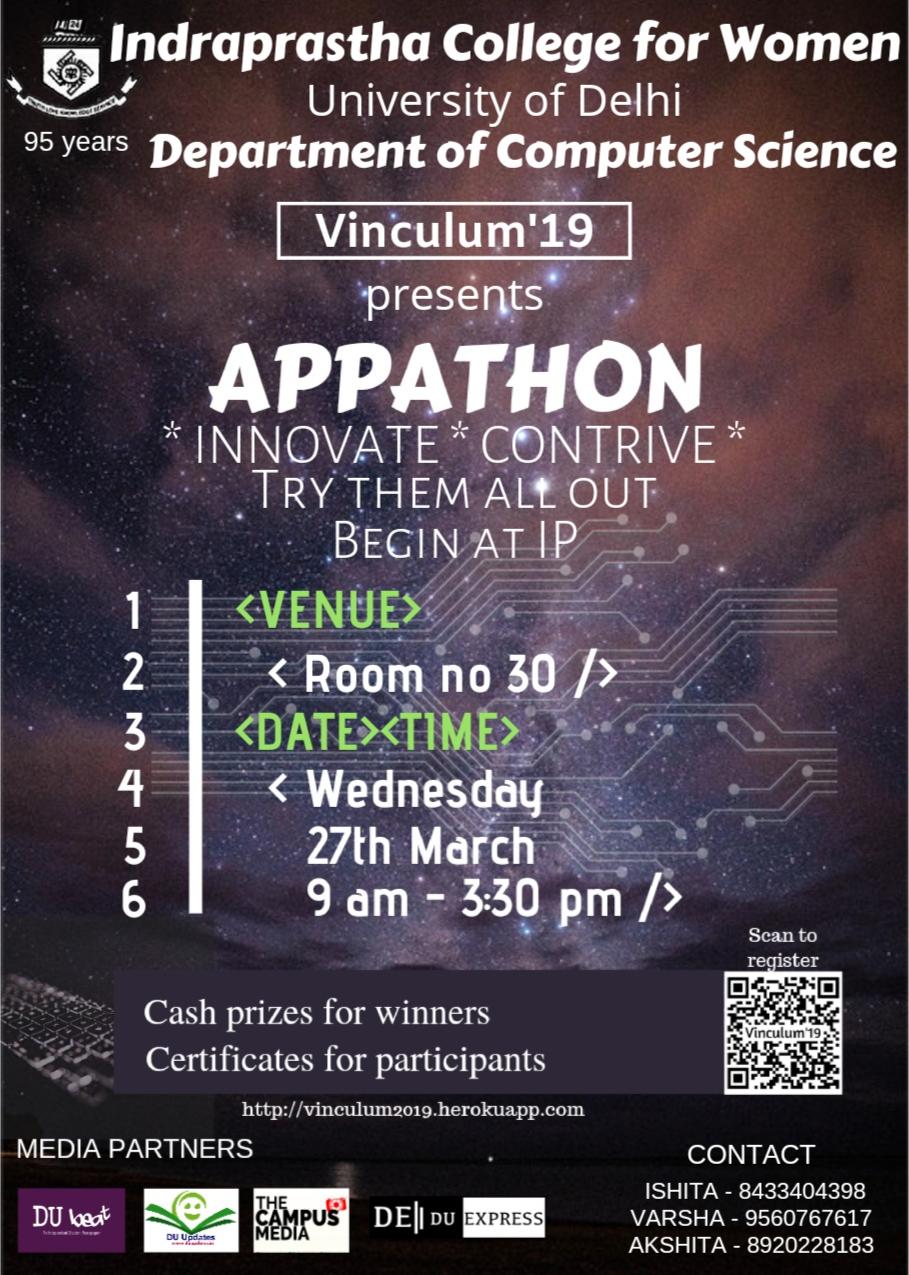 Indraprastha College for Women
University of Delhi
95 years
Department of Computer Science
Vinculum'19
presents
APPATHON
* INNOVATE * CONTRIVE *
TRY THEM ALL OUT
BEGIN AT IP
1 <VENUE>
2 < Room no 30 />
3 <DATE><TIME>
4 < Wednesday
5 27th March
6 9 am - 3:30 pm />
Scan to
register
Vinculum'19
Cash prizes for winners
Certificates for participants
http://vinculum2019.herokuapp.com
MEDIA PARTNERS
DU beat
DU Updates
THE
CAMPUS
MEDIA
DE DU EXPRESS
CONTACT
ISHITA - 8433404398
VARSHA - 9560767617
AKSHITA - 8920228183